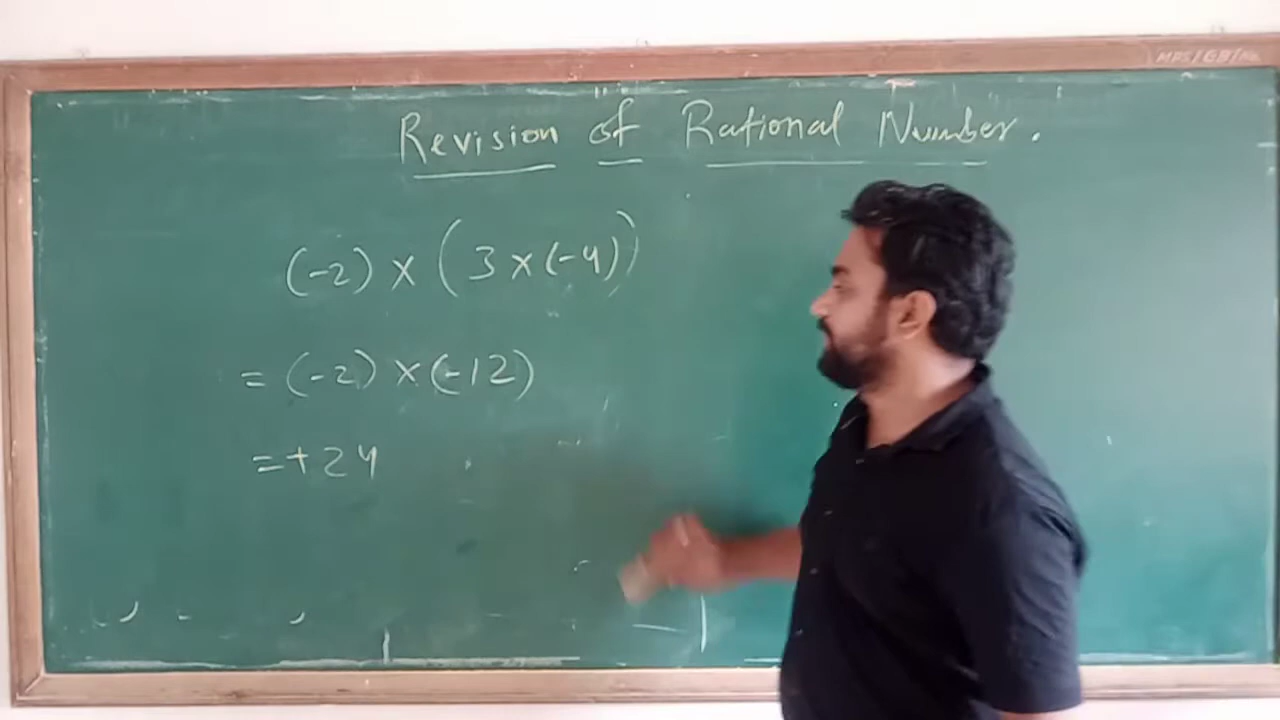 Revision of Rational Number.
(-2) × (3 × (-4))
= (-2) × (-12)
= +24